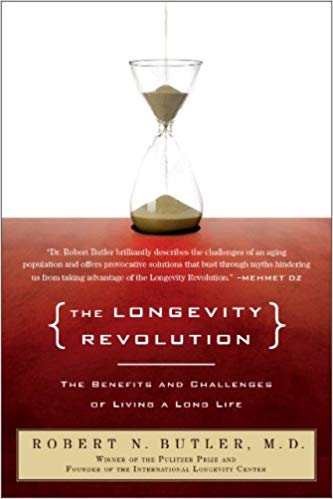 "Dr. Robert Butler brilliantly describes the challenges of an aging
population and offers provocative solutions that bust through myths hindering
us from taking advantage of the Longevity Revolution." –MEHMET OZ
{ THE LONGEVITY
REVOLUTION }
THE BENEFITS AND CHALLENGES
OF LIVING A LONG LIFE
ROBERT N. BUTLER, M.D.
WINNER OF THE PULITZER PRIZE AND
FOUNDER OF THE INTERNATIONAL LONGEVITY CENTER